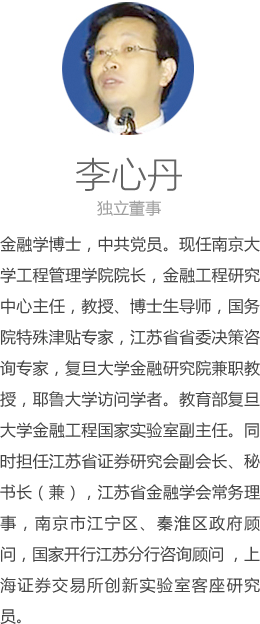 李心丹
独立董事
金融学博士，中共党员。现任南京大
学工程管理学院院长，金融工程研究
中心主任，教授、博士生导师，国务
院特殊津贴专家，江苏省省委决策咨
询专家，复旦大学金融研究院兼职教
授，耶鲁大学访问学者。教育部复旦
大学金融工程国家实验室副主任。同
时担任江苏省证券研究会副会长、秘
书长（兼），江苏省金融学会常务理
事，南京市江宁区、秦淮区政府顾
问，国家开行江苏分行咨询顾问 ，上
海证券交易所创新实验室客座研究
员。